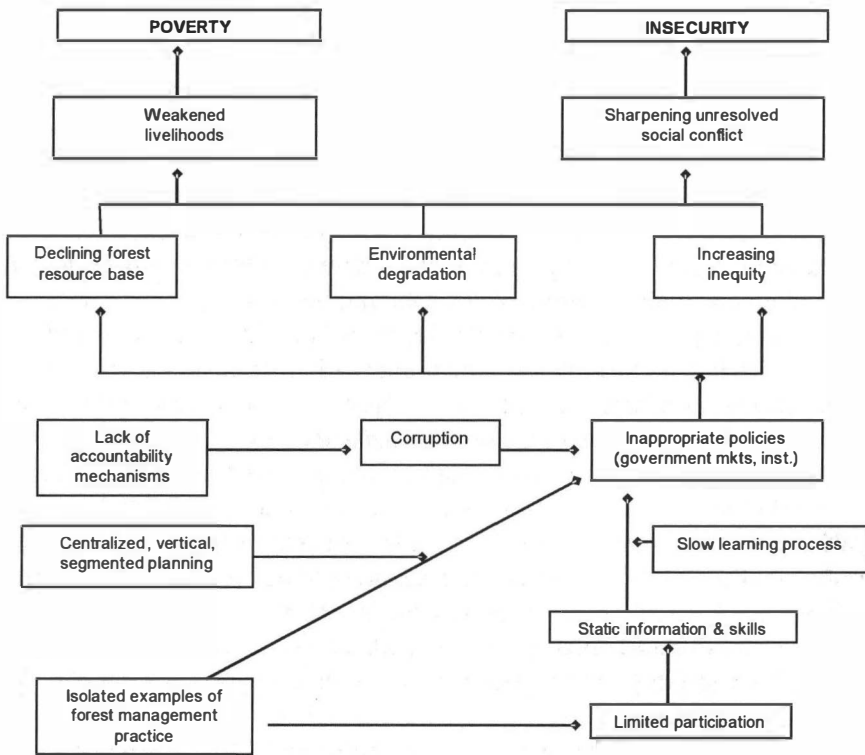 POVERTY
INSECURITY
Weakened
livelihoods
Sharpening unresolved
social conflict
Declining forest
resource base
Environmental
degradation
Increasing
inequity
Lack of
accountability
mechanisms
Corruption
Inappropriate policies
(government mkts, inst.)
Centralized, vertical,
segmented planning
Slow learning process
Static information & skills
Isolated examples of
forest management
practice
Limited participation